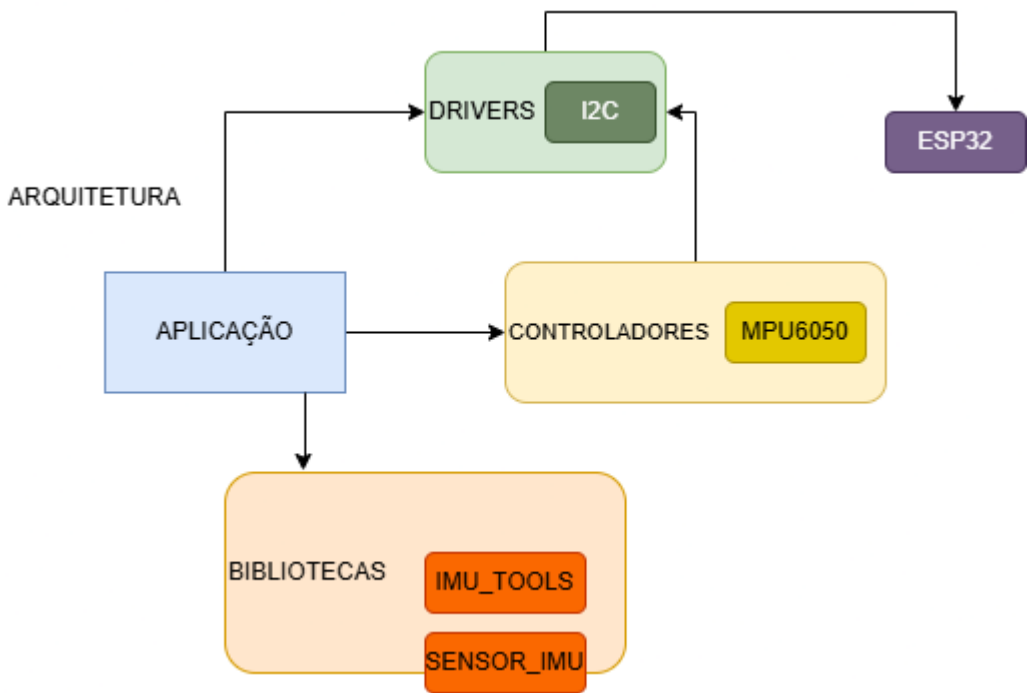 DRIVERS
I2C
ESP32
ARQUITETURA
APLICAÇÃO
CONTROLADORES
MPU6050
BIBLIOTECAS
IMU_TOOLS
SENSOR_IMU